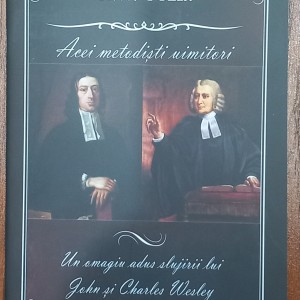 Acei metodiști uimitori
Un omagiu adus slujirii lui
John și Charles Wesley